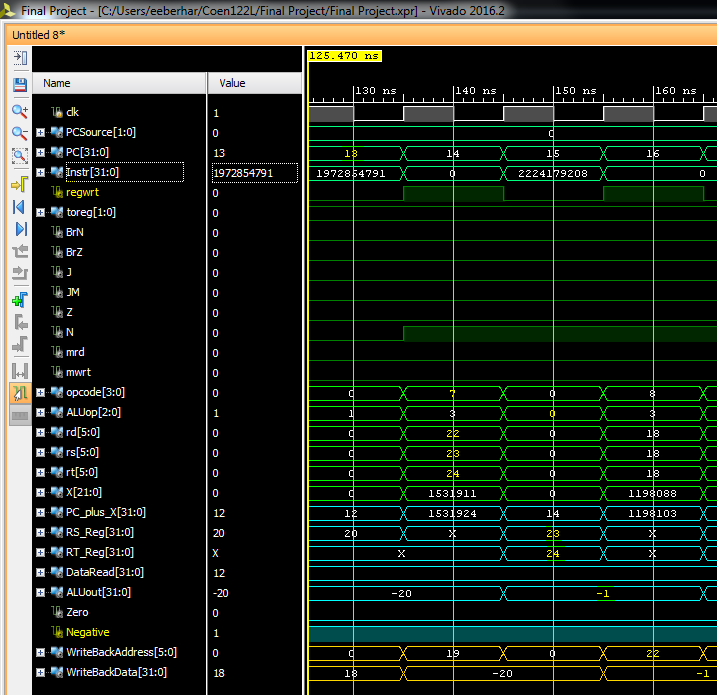 Final Project - [C:/Users/eeberhar/Coen122L/Final Project/Final Project.xpr] - Vivado 2016.2
Untitled 8*
125.470 ns
Name Value
130 ns 140 ns 150 ns 160 ns
clk 1
PCSource[1:0] 0 0
PC[31:0] 13 13 14 15 16
Instr[31:0] 1972854791 1972854791 0 2224179208 0
regwrt 0
toreg[1:0] 0
BrN 0
BrZ 0
J 0
JM 0
Z 0
N 0
mrd 0
mwrt 0
opcode[3:0] 0 0 7 0 8
ALUop[2:0] 1 1 3 0 3
rd[5:0] 0 0 22 0 18
rs[5:0] 0 0 23 0 18
rt[5:0] 0 0 24 0 18
X[21:0] 0 0 1531911 0 1198088
PC_plus_X[31:0] 12 12 1531924 14 1198103
RS_Reg[31:0] 20 20 X 23 X
RT_Reg[31:0] X X 24 X
DataRead[31:0] 12
ALUout[31:0] -20 -20 -1
Zero 0
Negative 1
WriteBackAddress[5:0] 0 0 19 0 22
WriteBackData[31:0] 18 18 -20 -1